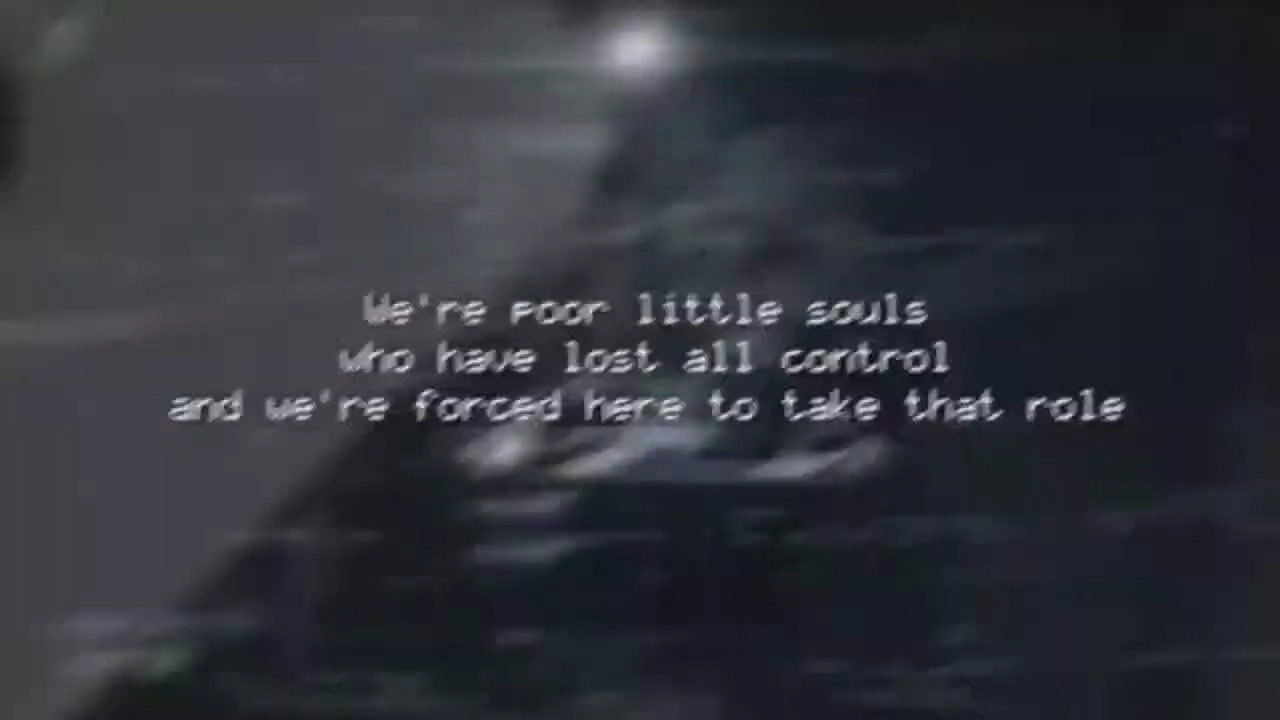 We're poor little souls
who have lost all control
and we're forced here to take that role